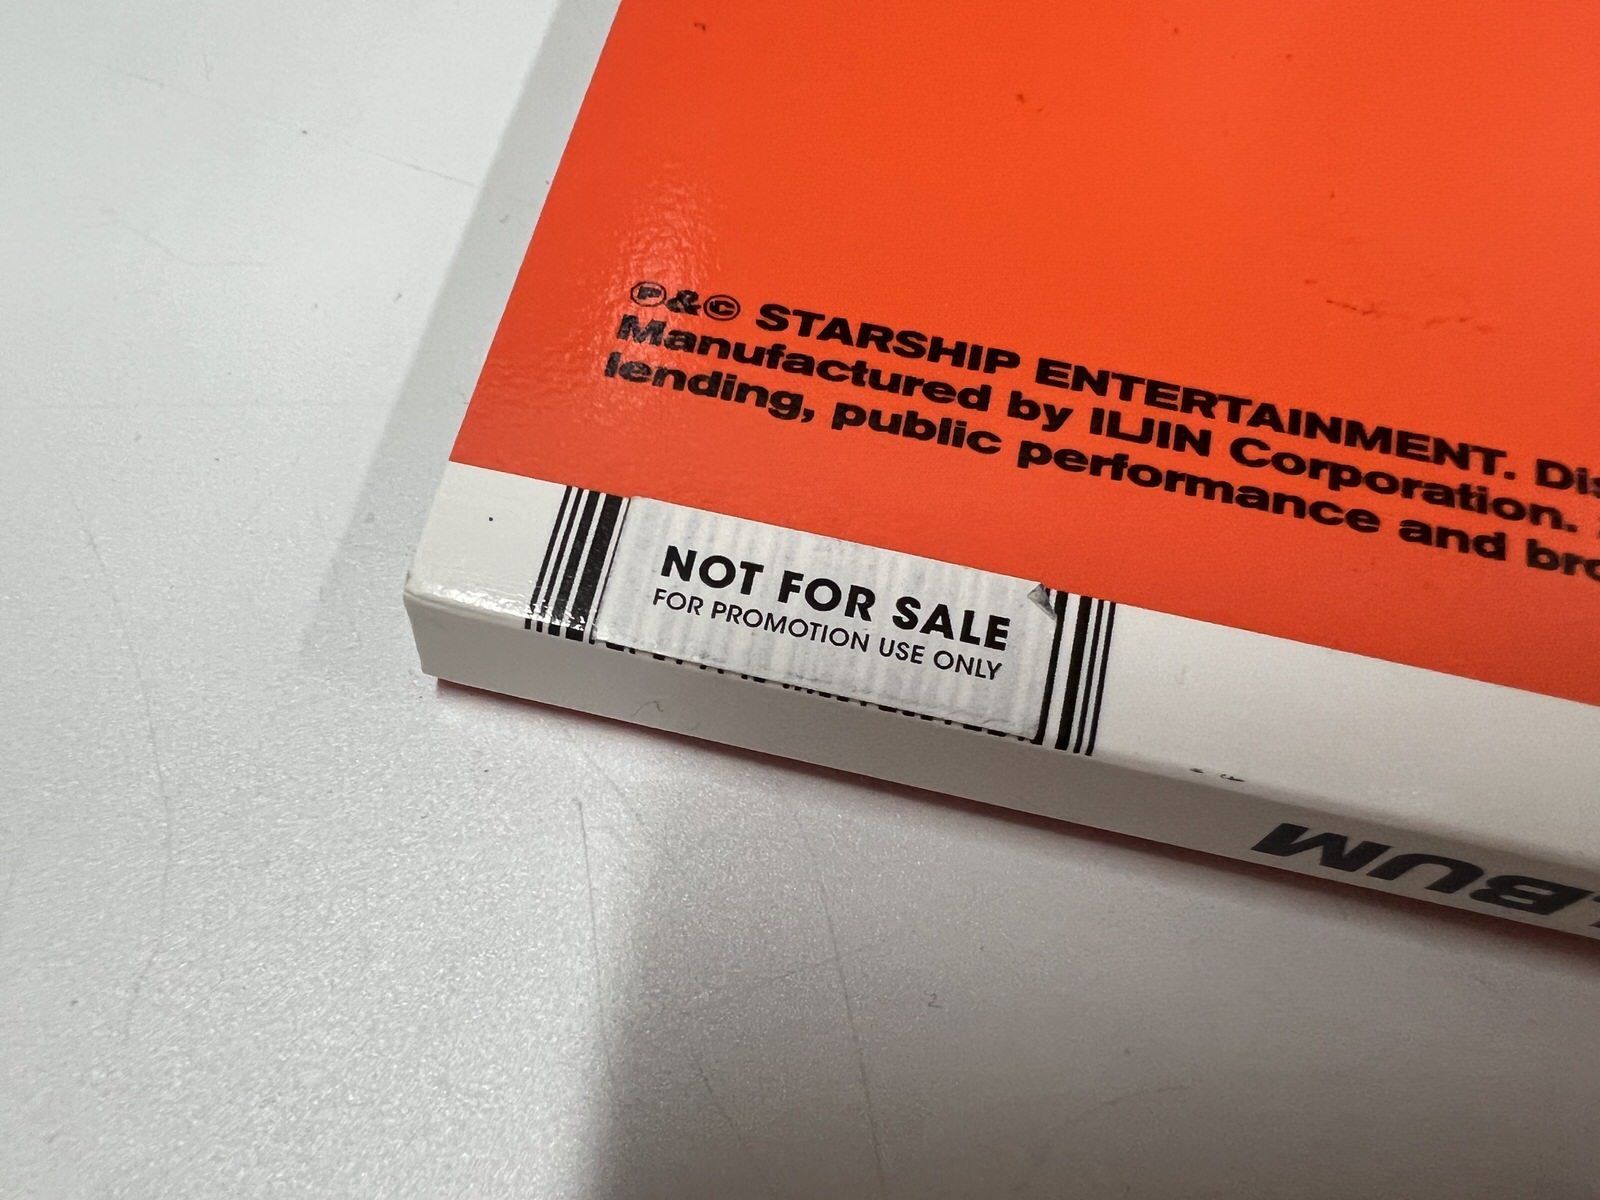 ℗&© STARSHIP ENTERTAINMENT.
Manufactured by ILJIN Corporation.
lending, public performance and
NOT FOR SALE
FOR PROMOTION USE ONLY